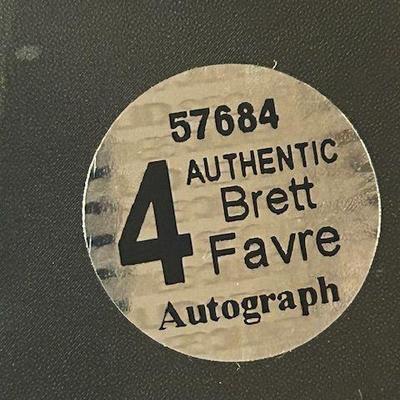 57684
4 AUTHENTIC
Brett
Favre
Autograph